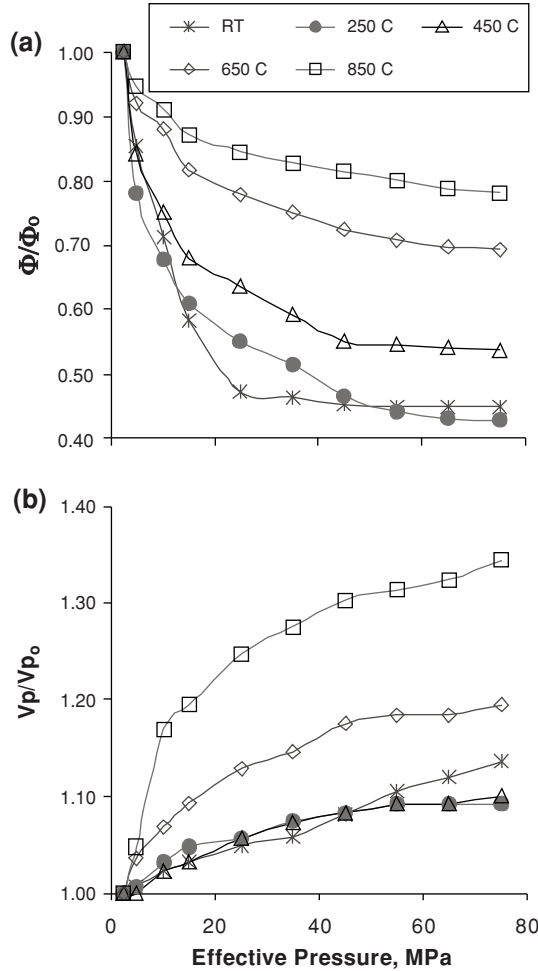 (a)
RT 250 C 450 C
650 C 850 C
1.00
0.90
0.80
0.70
0.60
0.50
0.40
Φ/Φo
(b)
1.40
1.30
1.20
1.10
1.00
Vp/Vpo
0 20 40 60 80
Effective Pressure, MPa